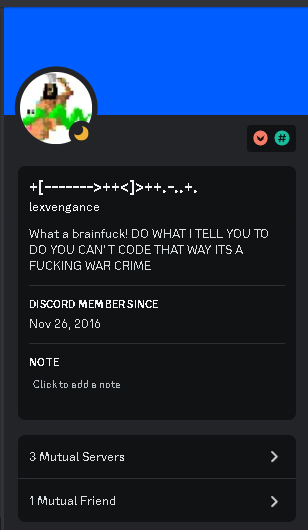 +[------->++<]>++.-..+.
lexvengance
What a brainfuck! DO WHAT I TELL YOU TO
DO YOU CAN'T CODE THAT WAY ITS A
FUCKING WAR CRIME
DISCORD MEMBER SINCE
Nov 26, 2016
NOTE
Click to add a note
3 Mutual Servers
1 Mutual Friend